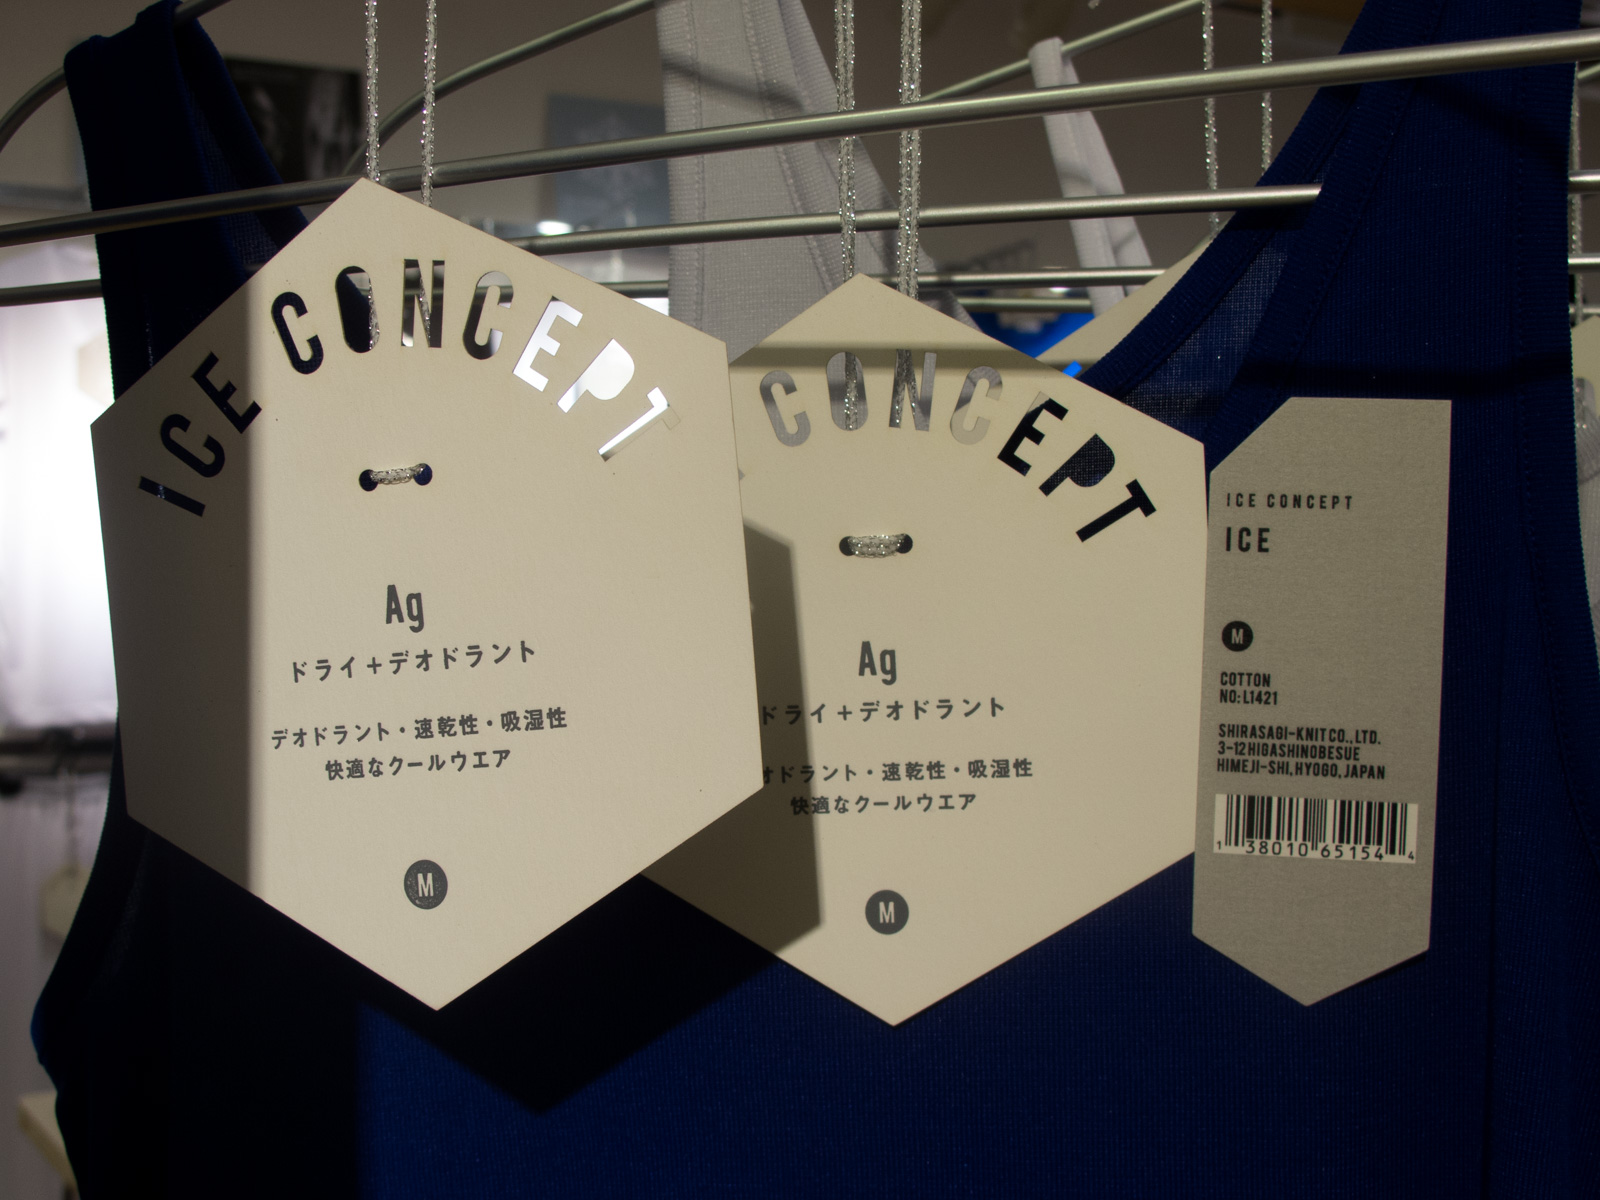 ICE CONCEPT
Ag
ドライ+デオドラント
デオドラント・速乾性・吸湿性
快適なクールウエア
M
CONCEPT
Ag
ドライ+デオドラント
オドラント・速乾性・吸湿性
快適なクールウエア
M
ICE CONCEPT
ICE
M
COTTON
NO:L1421
SHIRASAGI-KNIT CO., LTD.
3-12 HIGASHINOBESUE
HIMEJI-SHI, HYOGO, JAPAN
1 38010 65154 4